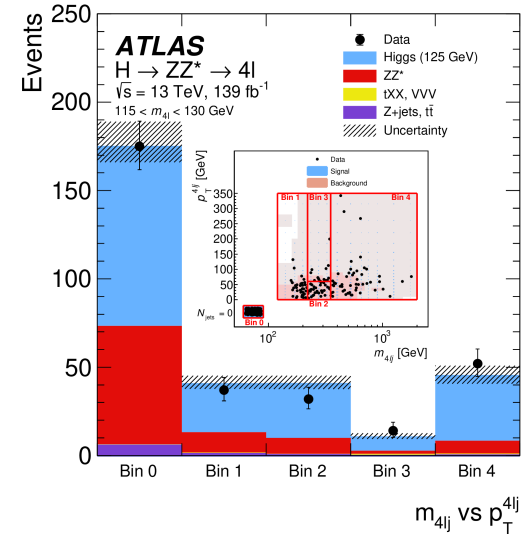 Events
250
200
150
100
50
0
ATLAS
H → ZZ* → 4l
√s = 13 TeV, 139 fb⁻¹
115 < m₄ₗ < 130 GeV
Data
Higgs (125 GeV)
ZZ*
tXX, VVV
Z+jets, tt̄
Uncertainty
Data
Signal
Background
p_T^4lj [GeV]
350
300
250
200
150
100
50
0
N_jets = 0
Bin 1
Bin 3
Bin 4
Bin 2
Bin 0
10²
10³
m_4lj [GeV]
Bin 0
Bin 1
Bin 2
Bin 3
Bin 4
m_4lj vs p_T^4lj